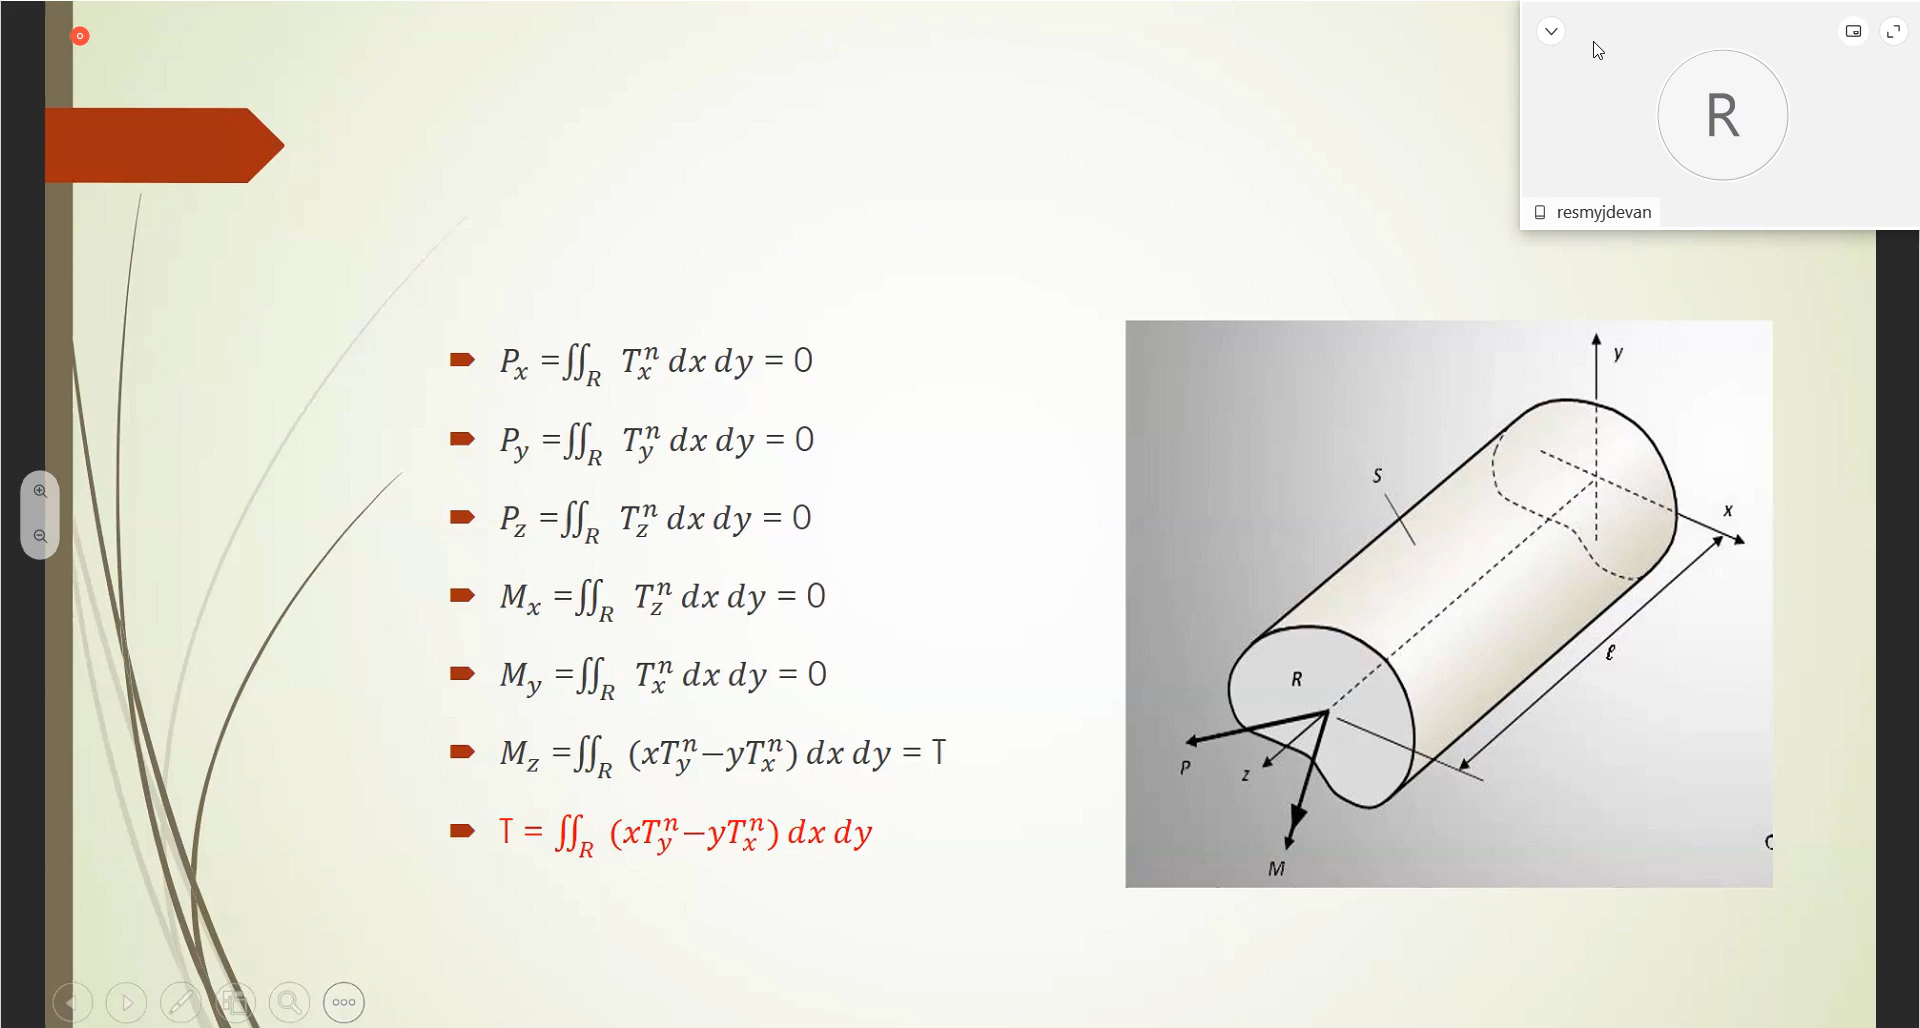 R
resmyjdevan
P_x =∬_R T_x^n dx dy = 0
P_y =∬_R T_y^n dx dy = 0
P_z =∬_R T_z^n dx dy = 0
M_x =∬_R T_z^n dx dy = 0
M_y =∬_R T_x^n dx dy = 0
M_z =∬_R (xT_y^n−yT_x^n) dx dy = T
T = ∬_R (xT_y^n−yT_x^n) dx dy
y
S
x
ℓ
R
P
z
M